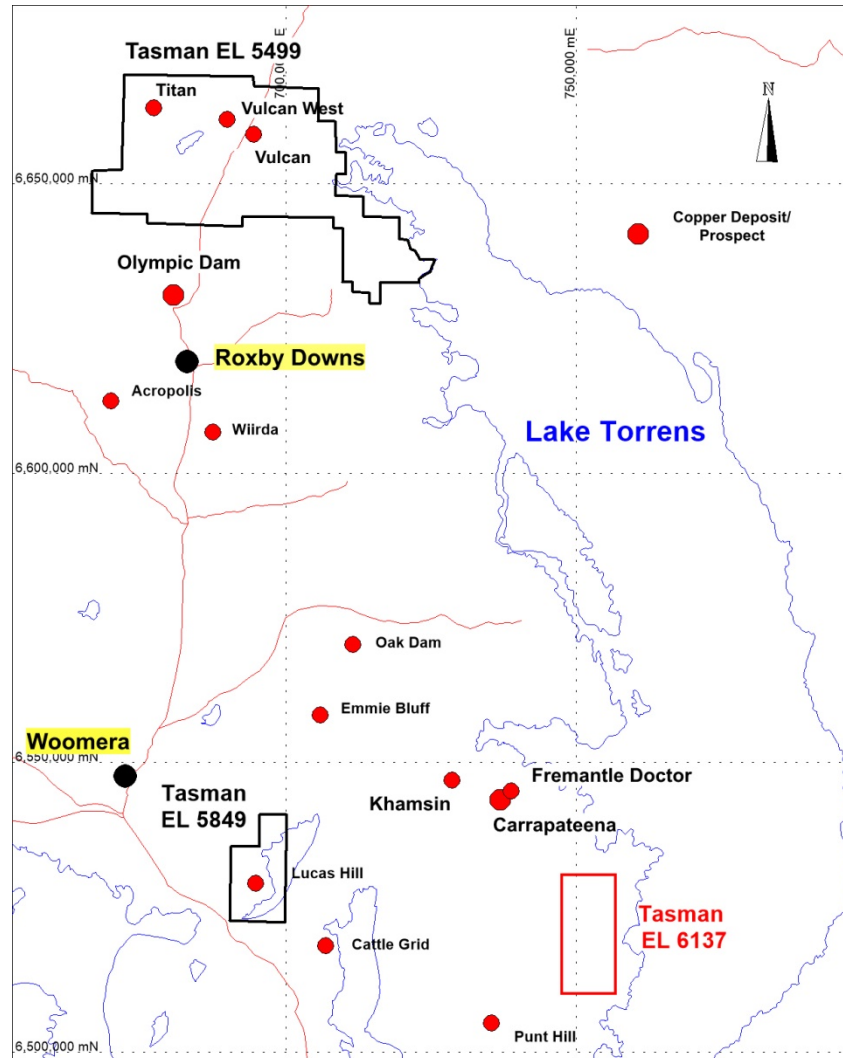 Tasman EL 5499
700,000 mE
750,000 mE
Titan
Vulcan West
Vulcan
N
6,650,000 mN
Copper Deposit/
Prospect
Olympic Dam
Roxby Downs
Acropolis
Wiirda
Lake Torrens
6,600,000 mN
Oak Dam
Emmie Bluff
Woomera
6,550,000 mN
Fremantle Doctor
Khamsin
Carrapateena
Tasman
EL 5849
Lucas Hill
Tasman
EL 6137
Cattle Grid
Punt Hill
6,500,000 mN